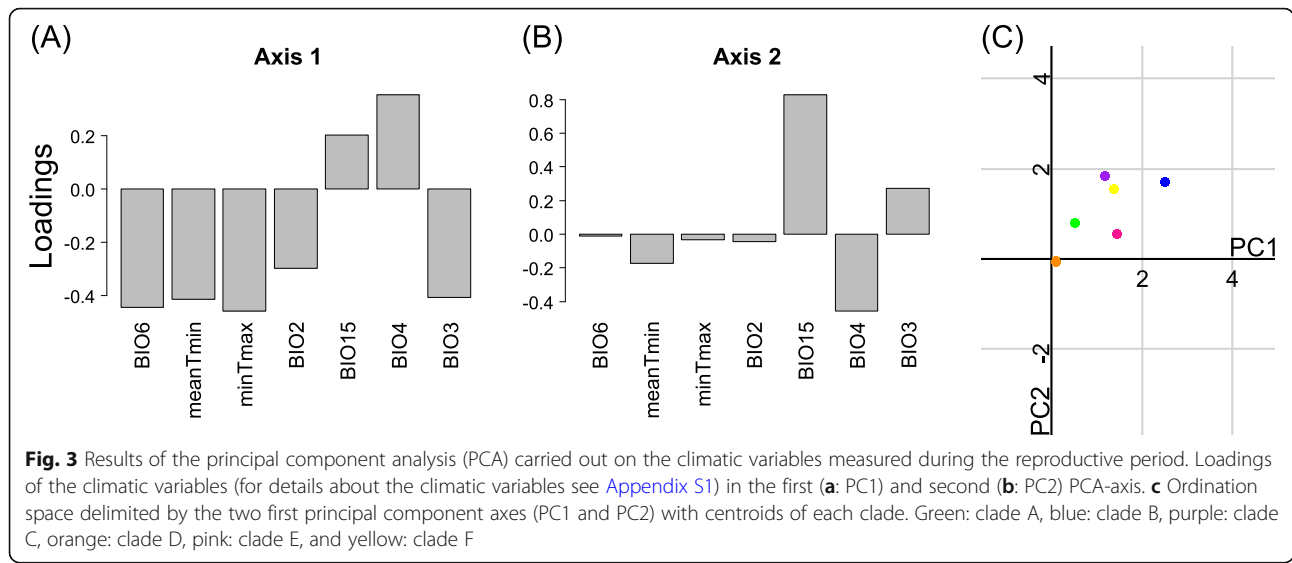 (A)
Axis 1
Loadings
0.2
0.0
-0.2
-0.4
BIO6
meanTmin
minTmax
BIO2
BIO15
BIO4
BIO3
(B)
Axis 2
0.8
0.6
0.4
0.2
0.0
-0.2
-0.4
BIO6
meanTmin
minTmax
BIO2
BIO15
BIO4
BIO3
(C)
4
2
PC1
2
4
-2
PC2
Fig. 3 Results of the principal component analysis (PCA) carried out on the climatic variables measured during the reproductive period. Loadings
of the climatic variables (for details about the climatic variables see Appendix S1) in the first (a: PC1) and second (b: PC2) PCA-axis. c Ordination
space delimited by the two first principal component axes (PC1 and PC2) with centroids of each clade. Green: clade A, blue: clade B, purple: clade
C, orange: clade D, pink: clade E, and yellow: clade F